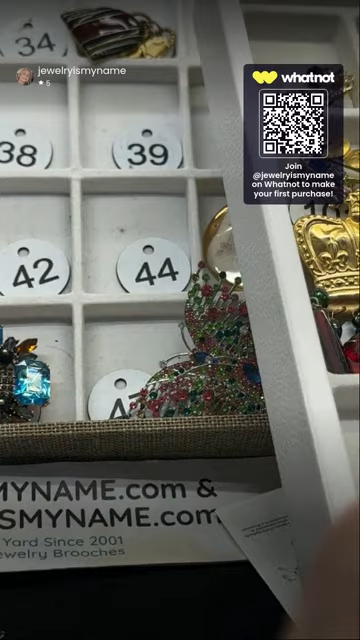 34
jewelryismyname
★ 5
whatnot
Join
@jewelryismyname
on Whatnot to make
your first purchase!
38
39
42
44
MYNAME.com &
SMYNAME.com
Yard Since 2001
ewelry Brooches